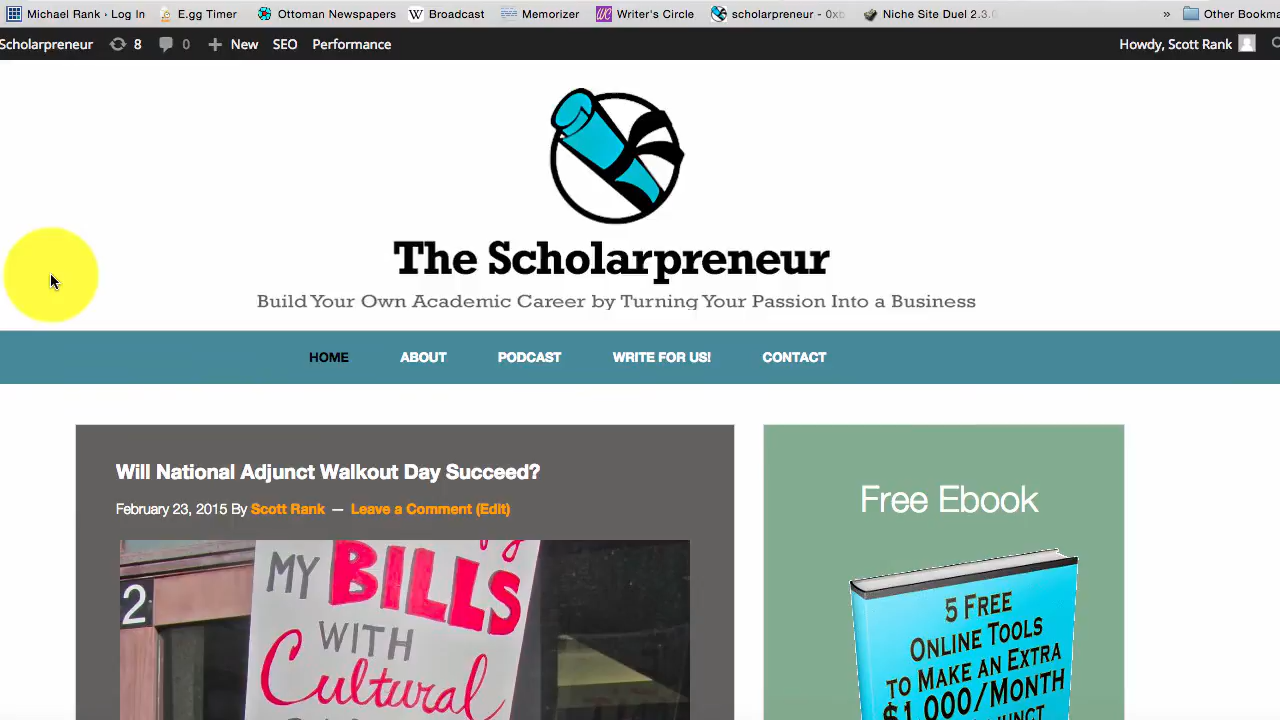 Michael Rank › Log In E.gg Timer Ottoman Newspapers Broadcast Memorizer Writer's Circle scholarpreneur - 0xb Niche Site Duel 2.3.0 » Other Bookma
Scholarpreneur 8 0 New SEO Performance Howdy, Scott Rank
The Scholarpreneur
Build Your Own Academic Career by Turning Your Passion Into a Business
HOME ABOUT PODCAST WRITE FOR US! CONTACT
Will National Adjunct Walkout Day Succeed?
February 23, 2015 By Scott Rank — Leave a Comment (Edit)
2
MY BILLS
WITH
Cultural
Free Ebook
5 FREE
ONLINE TOOLS
TO MAKE AN EXTRA
$1,000/MONTH